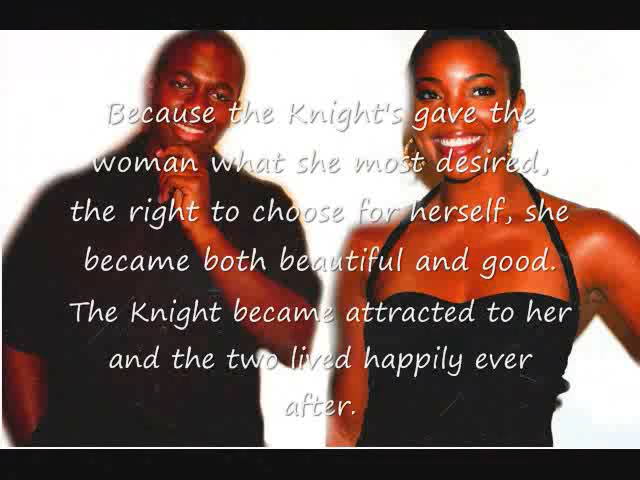 Because the Knight's gave the
woman what she most desired,
the right to choose for herself, she
became both beautiful and good.
The Knight became attracted to her
and the two lived happily ever
after.